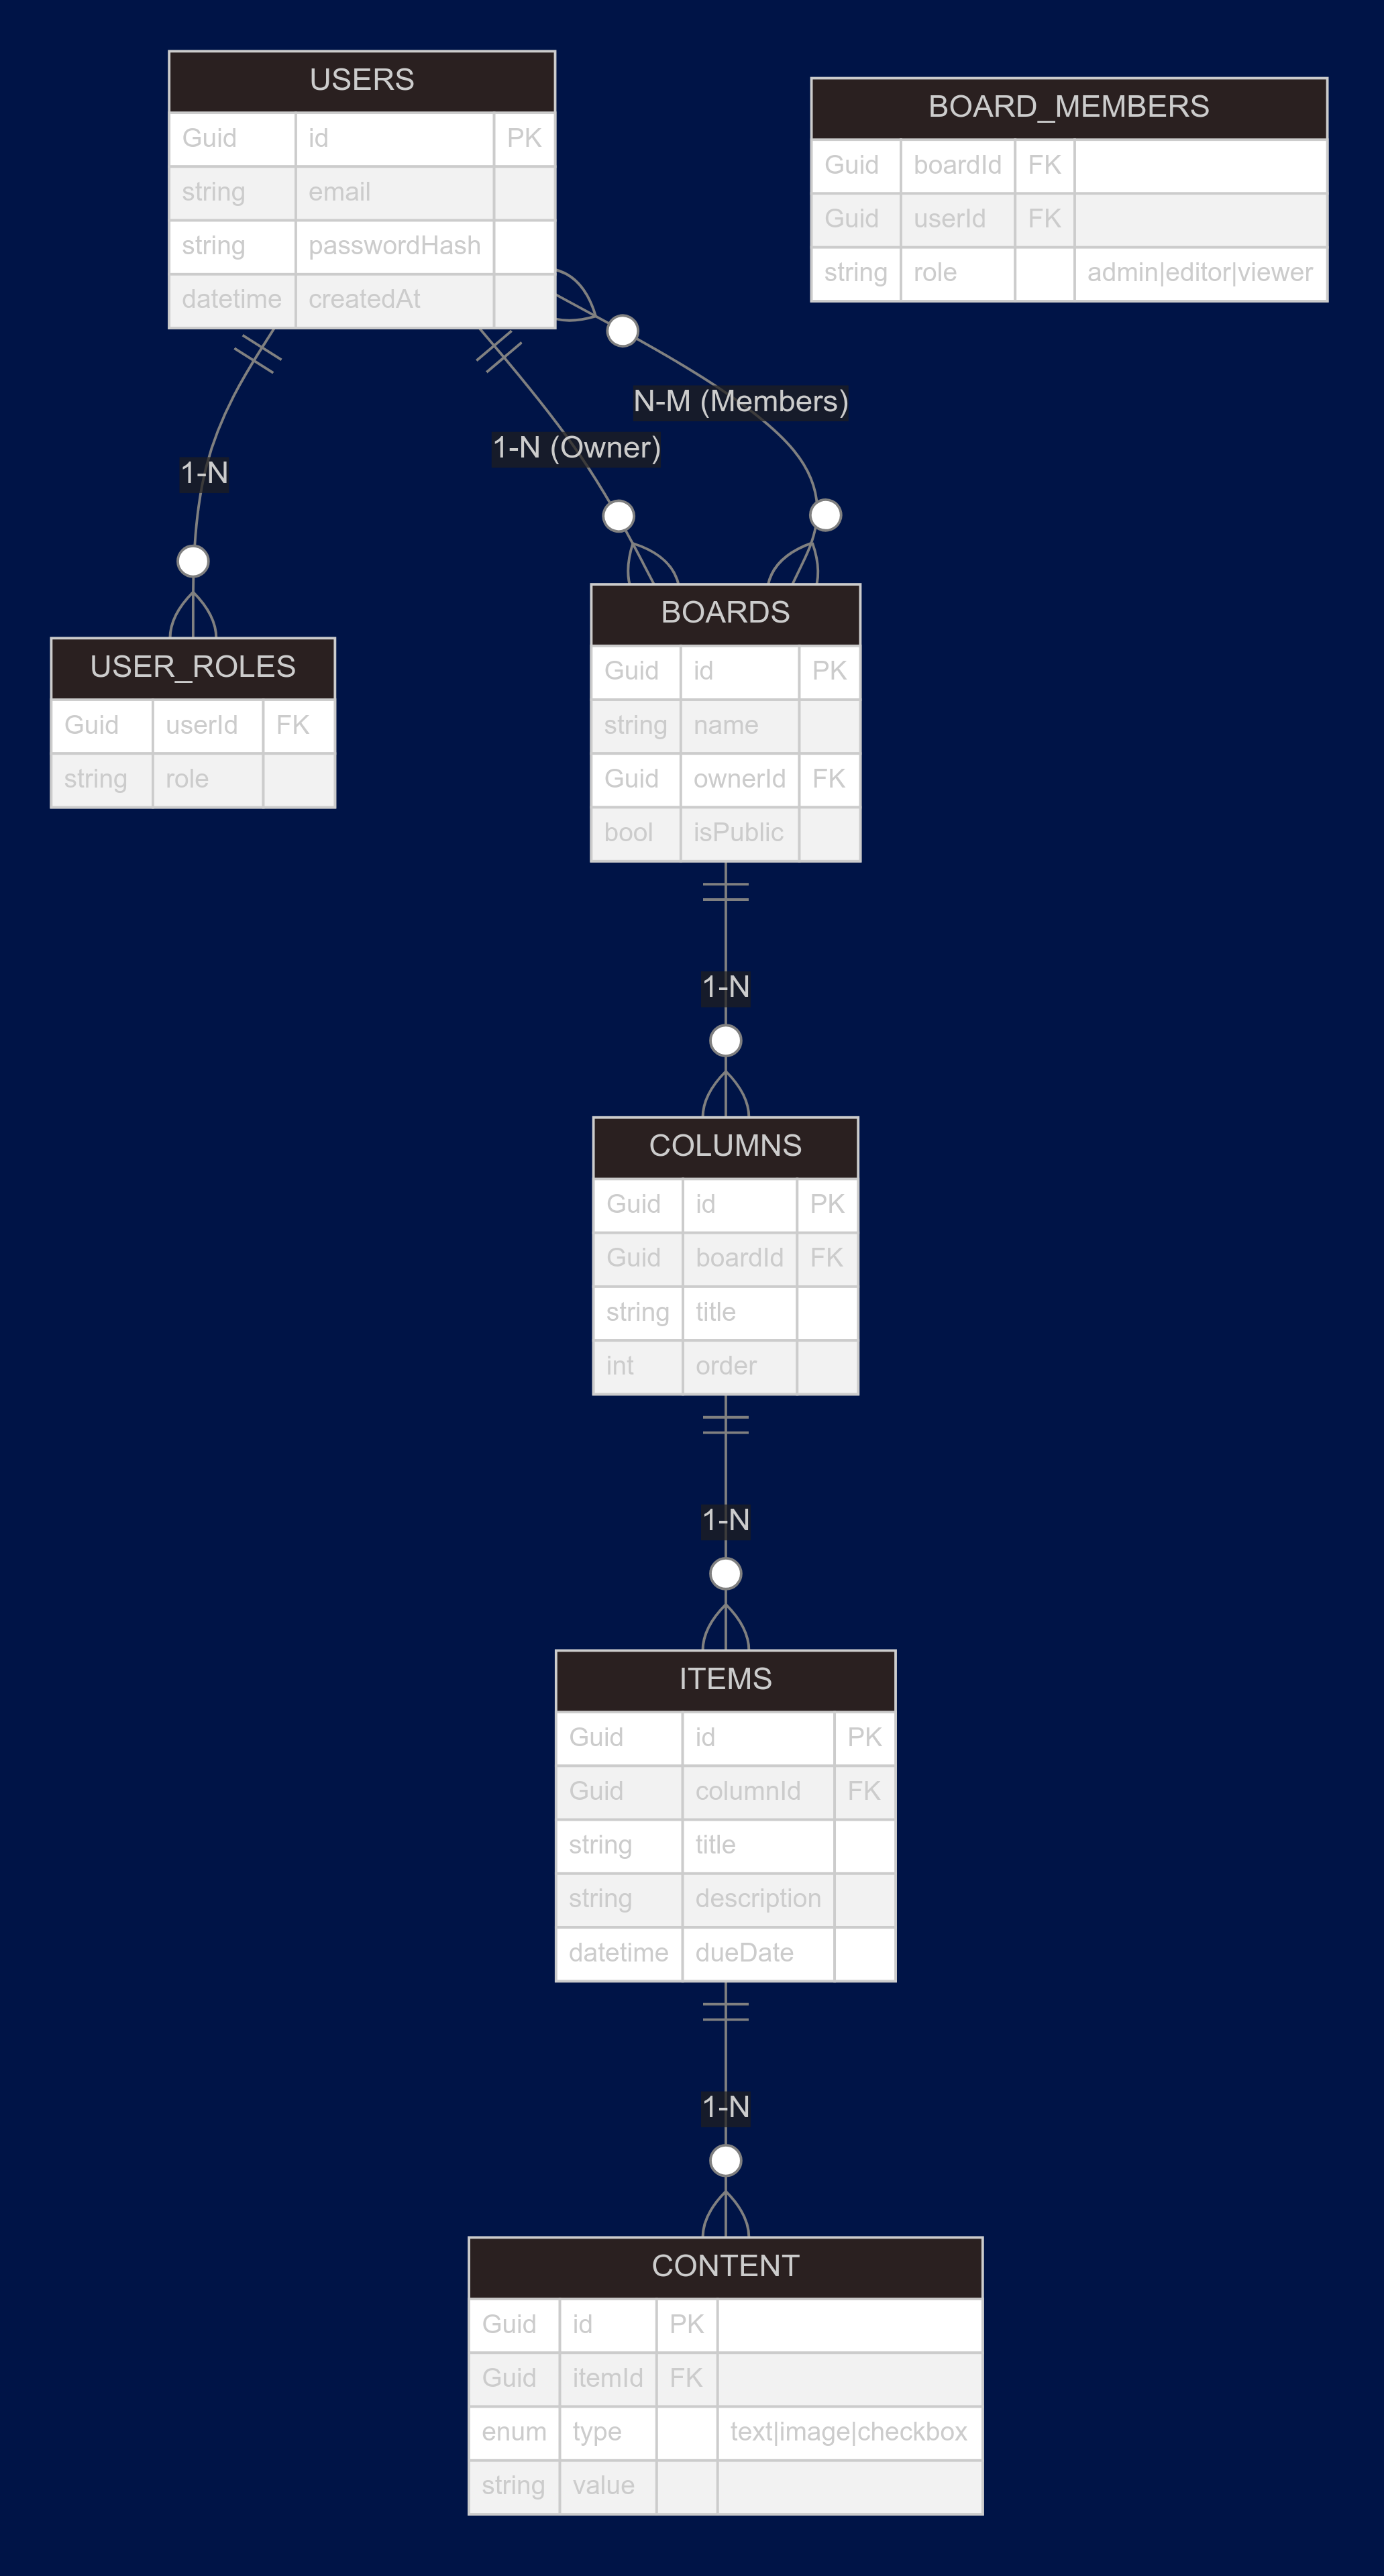 USERS
Guid id PK
string email
string passwordHash
datetime createdAt
BOARD_MEMBERS
Guid boardId FK
Guid userId FK
string role admin|editor|viewer
N-M (Members)
1-N (Owner)
1-N
USER_ROLES
Guid userId FK
string role
BOARDS
Guid id PK
string name
Guid ownerId FK
bool isPublic
1-N
COLUMNS
Guid id PK
Guid boardId FK
string title
int order
1-N
ITEMS
Guid id PK
Guid columnId FK
string title
string description
datetime dueDate
1-N
CONTENT
Guid id PK
Guid itemId FK
enum type text|image|checkbox
string value